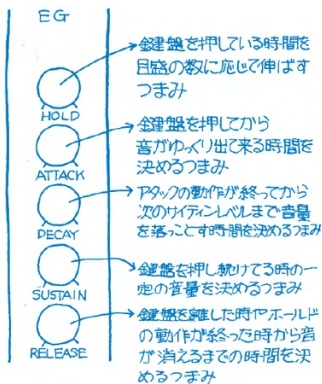 EG
鍵盤を押している時間を
目盛の数に応じて伸ばす
つまみ
HOLD
鍵盤を押してから
音がゆっくり出て来る時間を
決めるつまみ
ATTACK
アタックの動作が終ってから
次のサイティンレベルまで音量
を落っことす時間を決めるつまみ
DECAY
鍵盤を押し続けてる時の一
定の音量を決めるつまみ
SUSTAIN
鍵盤を離した時やホールド
の動作が終った時から音
が消えるまでの時間を決
めるつまみ
RELEASE